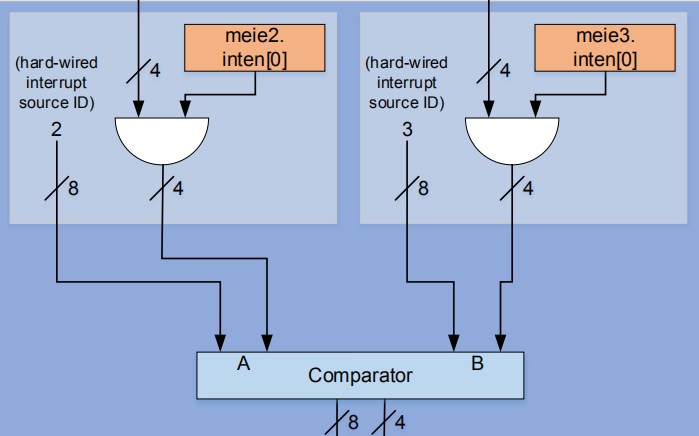 meie2.
inten[0]
(hard-wired
interrupt
source ID)
2
4
8
4
meie3.
inten[0]
(hard-wired
interrupt
source ID)
3
4
8
4
A
B
Comparator
8
4